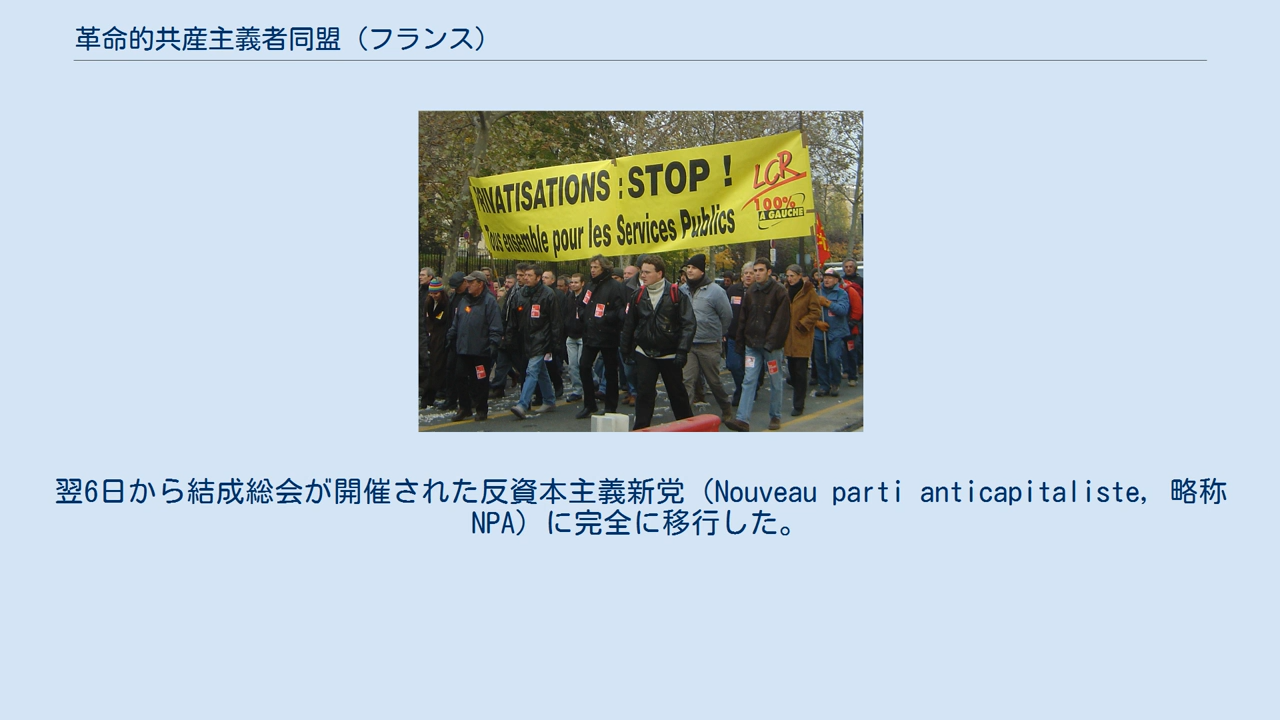 革命的共産主義者同盟（フランス）
PRIVATISATIONS : STOP !
Tous ensemble pour les Services Publics
LCR
100%
À GAUCHE
翌6日から結成総会が開催された反資本主義新党（Nouveau parti anticapitaliste, 略称
NPA）に完全に移行した。